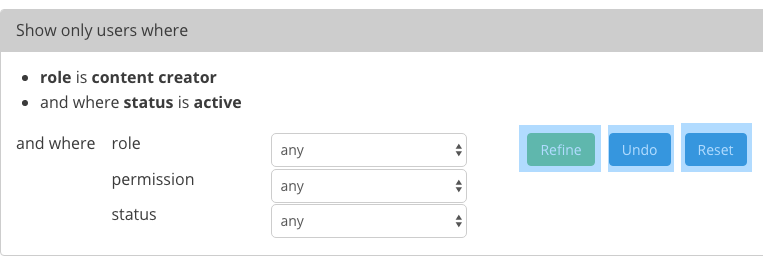 Show only users where
role is content creator
and where status is active
and where role any Refine Undo Reset
permission any
status any